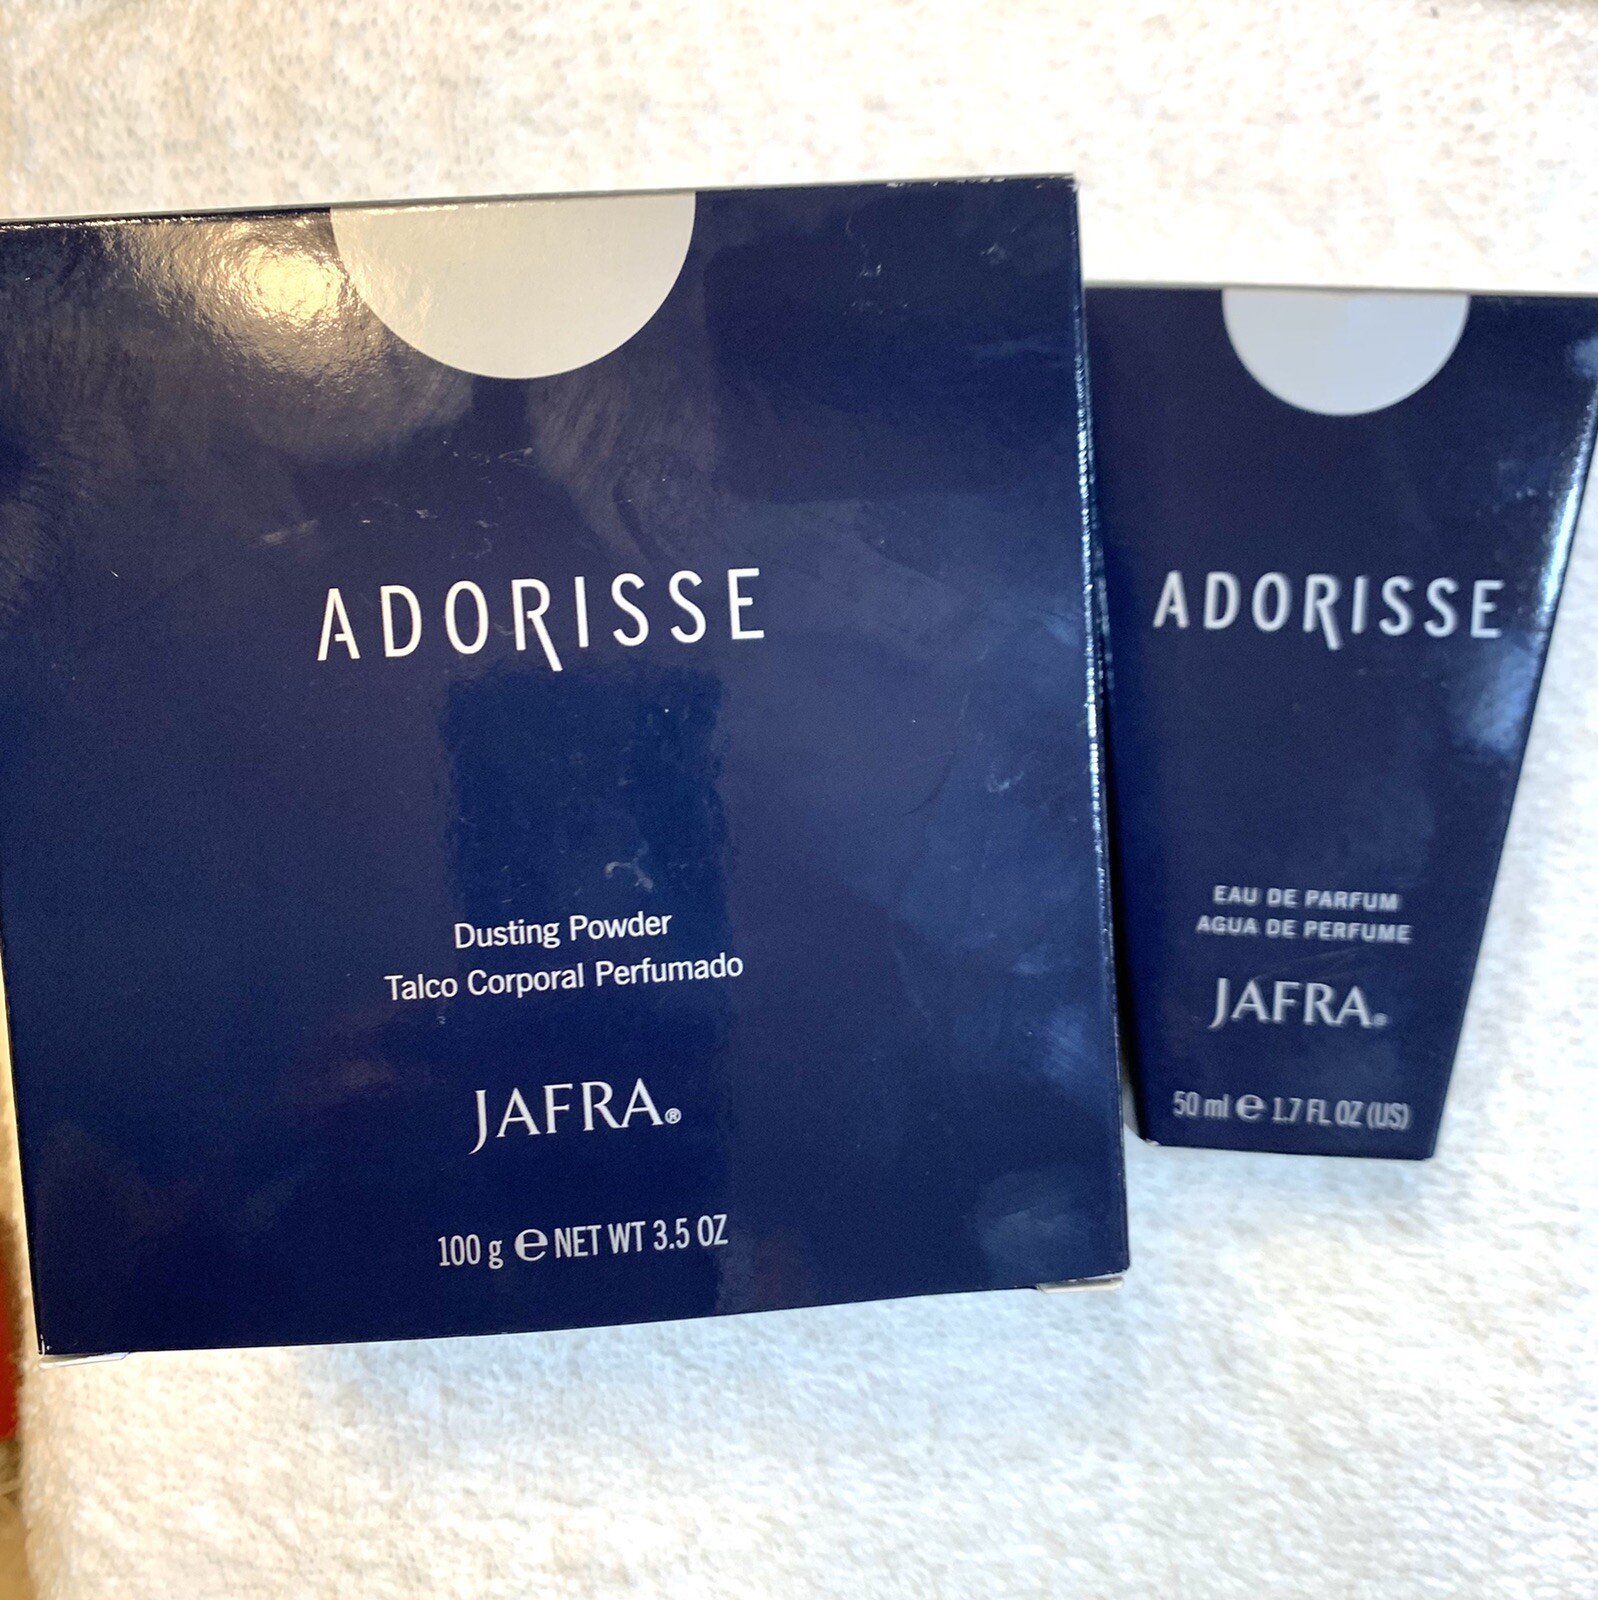 ADORISSE
Dusting Powder
Talco Corporal Perfumado
JAFRA®
100 g ℮ NET WT 3.5 OZ
ADORISSE
EAU DE PARFUM
AGUA DE PERFUME
JAFRA®
50 ml ℮ 1.7 FL OZ (US)